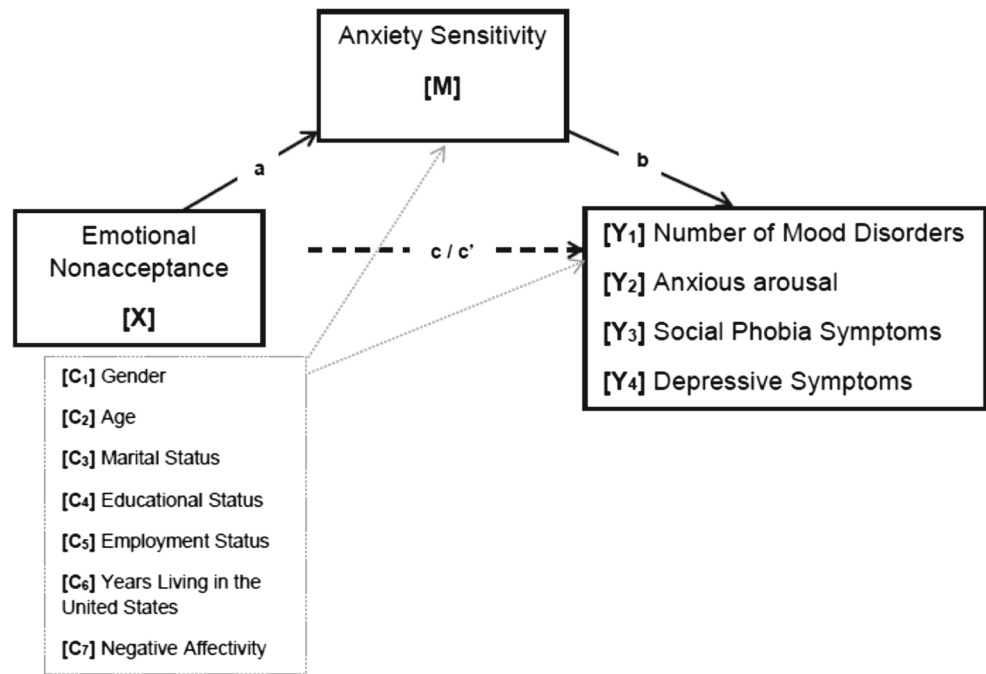 Anxiety Sensitivity
[M]
a
b
Emotional
Nonacceptance
[X]
c / c’
[Y₁] Number of Mood Disorders
[Y₂] Anxious arousal
[Y₃] Social Phobia Symptoms
[Y₄] Depressive Symptoms
[C₁] Gender
[C₂] Age
[C₃] Marital Status
[C₄] Educational Status
[C₅] Employment Status
[C₆] Years Living in the
United States
[C₇] Negative Affectivity